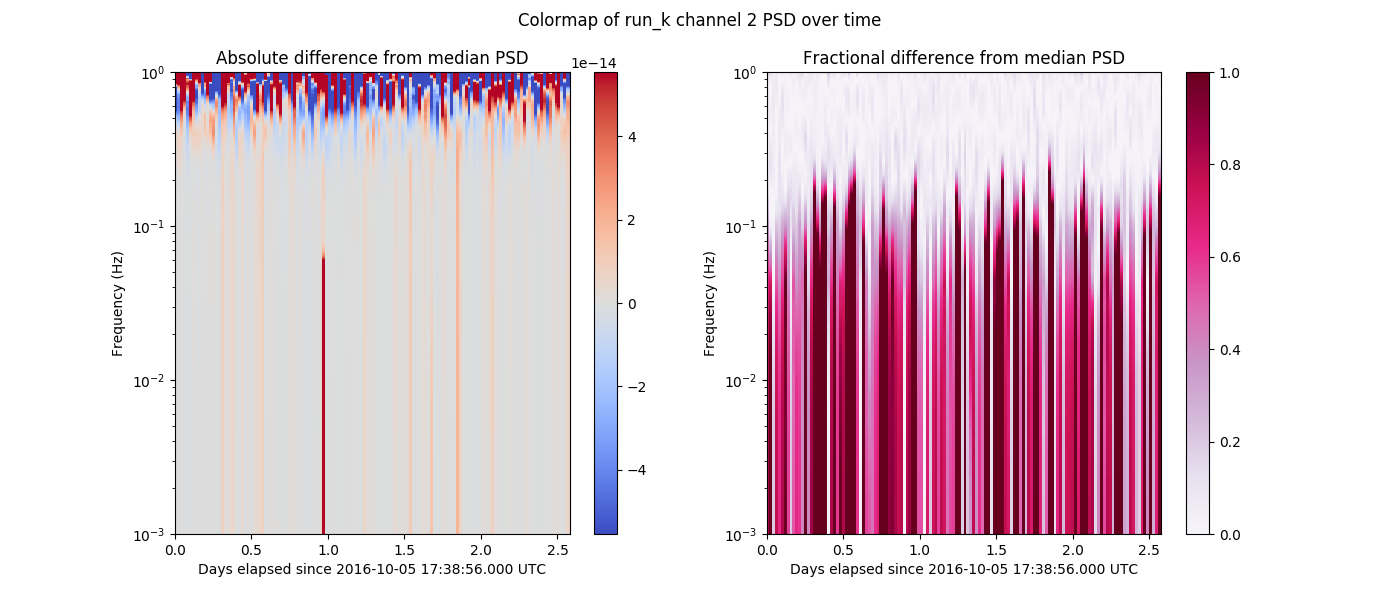 Colormap of run_k channel 2 PSD over time
Absolute difference from median PSD
1e−14
Fractional difference from median PSD
10⁰
10⁻¹
10⁻²
10⁻³
Frequency (Hz)
0.0 0.5 1.0 1.5 2.0 2.5
Days elapsed since 2016-10-05 17:38:56.000 UTC
4
2
0
−2
−4
10⁰
10⁻¹
10⁻²
10⁻³
Frequency (Hz)
0.0 0.5 1.0 1.5 2.0 2.5
Days elapsed since 2016-10-05 17:38:56.000 UTC
1.0
0.8
0.6
0.4
0.2
0.0